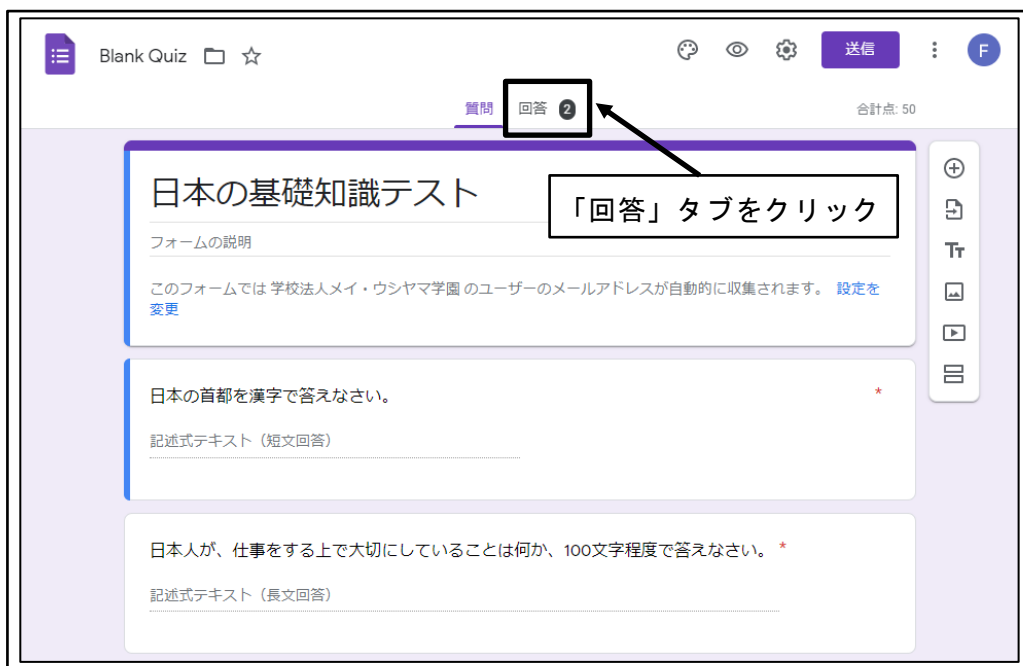 Blank Quiz
送信
F
質問
回答 2
合計点: 50
日本の基礎知識テスト
「回答」タブをクリック
フォームの説明
このフォームでは 学校法人メイ・ウシヤマ学園 のユーザーのメールアドレスが自動的に収集されます。 設定を
変更
Tт
日本の首都を漢字で答えなさい。 *
記述式テキスト（短文回答）
日本人が、仕事をする上で大切にしていることは何か、100文字程度で答えなさい。 *
記述式テキスト（長文回答）